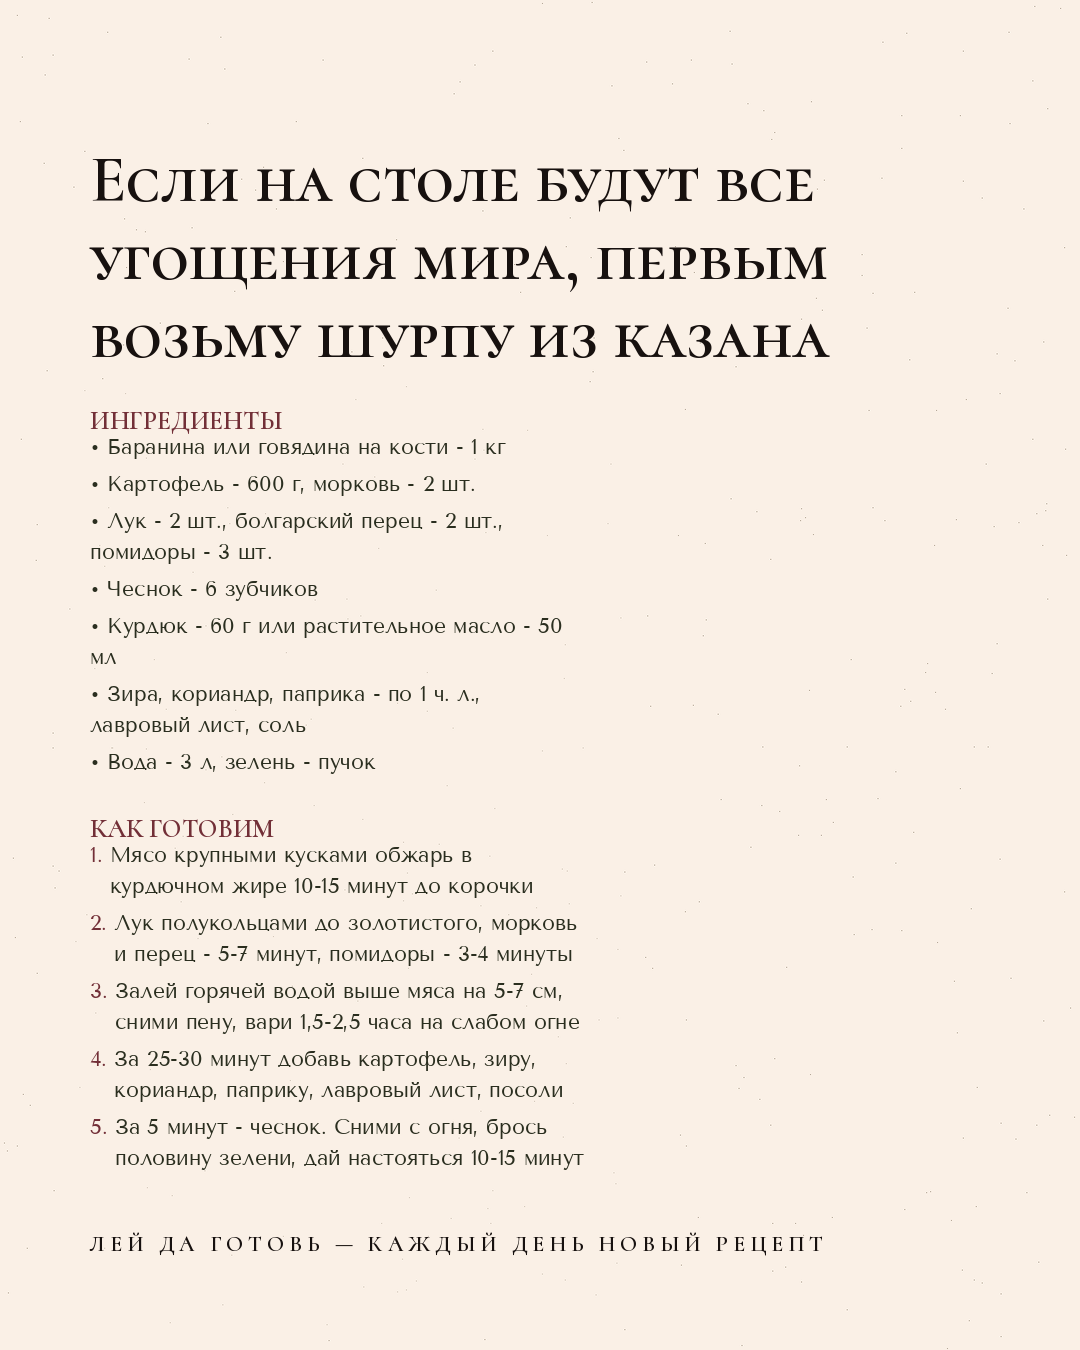 Если на столе будут все
угощения мира, первым
возьму шурпу из казана
ИНГРЕДИЕНТЫ
• Баранина или говядина на кости - 1 кг
• Картофель - 600 г, морковь - 2 шт.
• Лук - 2 шт., болгарский перец - 2 шт.,
помидоры - 3 шт.
• Чеснок - 6 зубчиков
• Курдюк - 60 г или растительное масло - 50
мл
• Зира, кориандр, паприка - по 1 ч. л.,
лавровый лист, соль
• Вода - 3 л, зелень - пучок
КАК ГОТОВИМ
1. Мясо крупными кусками обжарь в
курдючном жире 10-15 минут до корочки
2. Лук полукольцами до золотистого, морковь
и перец - 5-7 минут, помидоры - 3-4 минуты
3. Залей горячей водой выше мяса на 5-7 см,
сними пену, вари 1,5-2,5 часа на слабом огне
4. За 25-30 минут добавь картофель, зиру,
кориандр, паприку, лавровый лист, посоли
5. За 5 минут - чеснок. Сними с огня, брось
половину зелени, дай настояться 10-15 минут
ЛЕЙ ДА ГОТОВЬ — КАЖДЫЙ ДЕНЬ НОВЫЙ РЕЦЕПТ